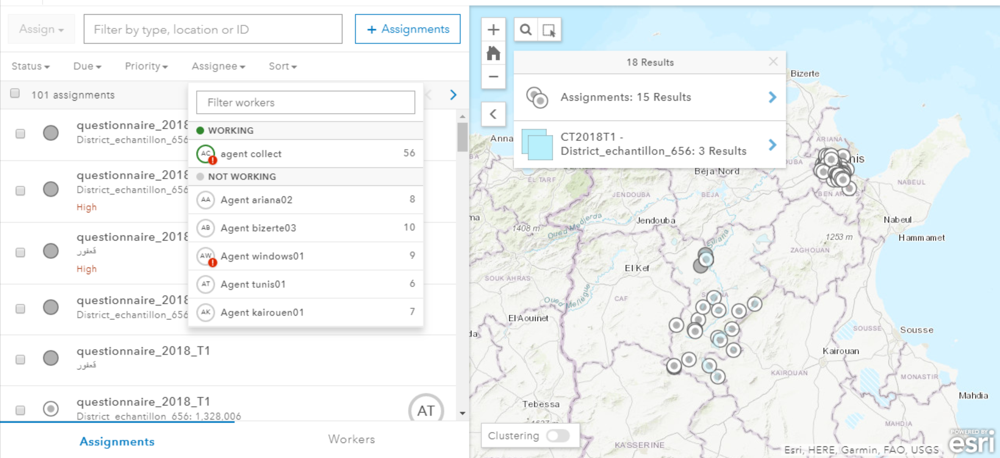 Assign
Filter by type, location or ID
+ Assignments
Status
Due
Priority
Assignee
Sort
101 assignments
questionnaire_2018
District_echantillon_656
questionnaire_2018
District_echantillon_656
High
questionnaire_2018
قعفور
High
questionnaire_2018
District_echantillon_656
questionnaire_2018_T1
قعفور
questionnaire_2018_T1
District_echantillon_656: 1,328,006
AT
Filter workers
WORKING
AC agent collect 56
NOT WORKING
AA Agent ariana02 8
AB Agent bizerte03 10
AW Agent windows01 9
AT Agent tunis01 6
AK Agent kairouen01 7
Assignments
Workers
18 Results
Assignments: 15 Results
CT2018T1 -
District_echantillon_656: 3 Results
Bizerte
Anna
ARIANA
nis
OUBA
BA
Béja Nord
EL TARF
NABEUL
JENDOUBA
BEJA
BEN AROUS
ma
Jendouba
Nabeul
1408 m
Oued Medjerda
Siliana
1253 m
Hammamet
ZAGHOUAN
El Kef
SOUK AHRAS
CAF
Oued Mellègue
El Aouinet
da
SOUSSE
Sousse
Kairouan
KAIROUAN
MONASTIR
Mahdia
Tebessa
MAHDIA
Clustering
KASSERINE
POWERED BY
esri
Esri, HERE, Garmin, FAO, USGS